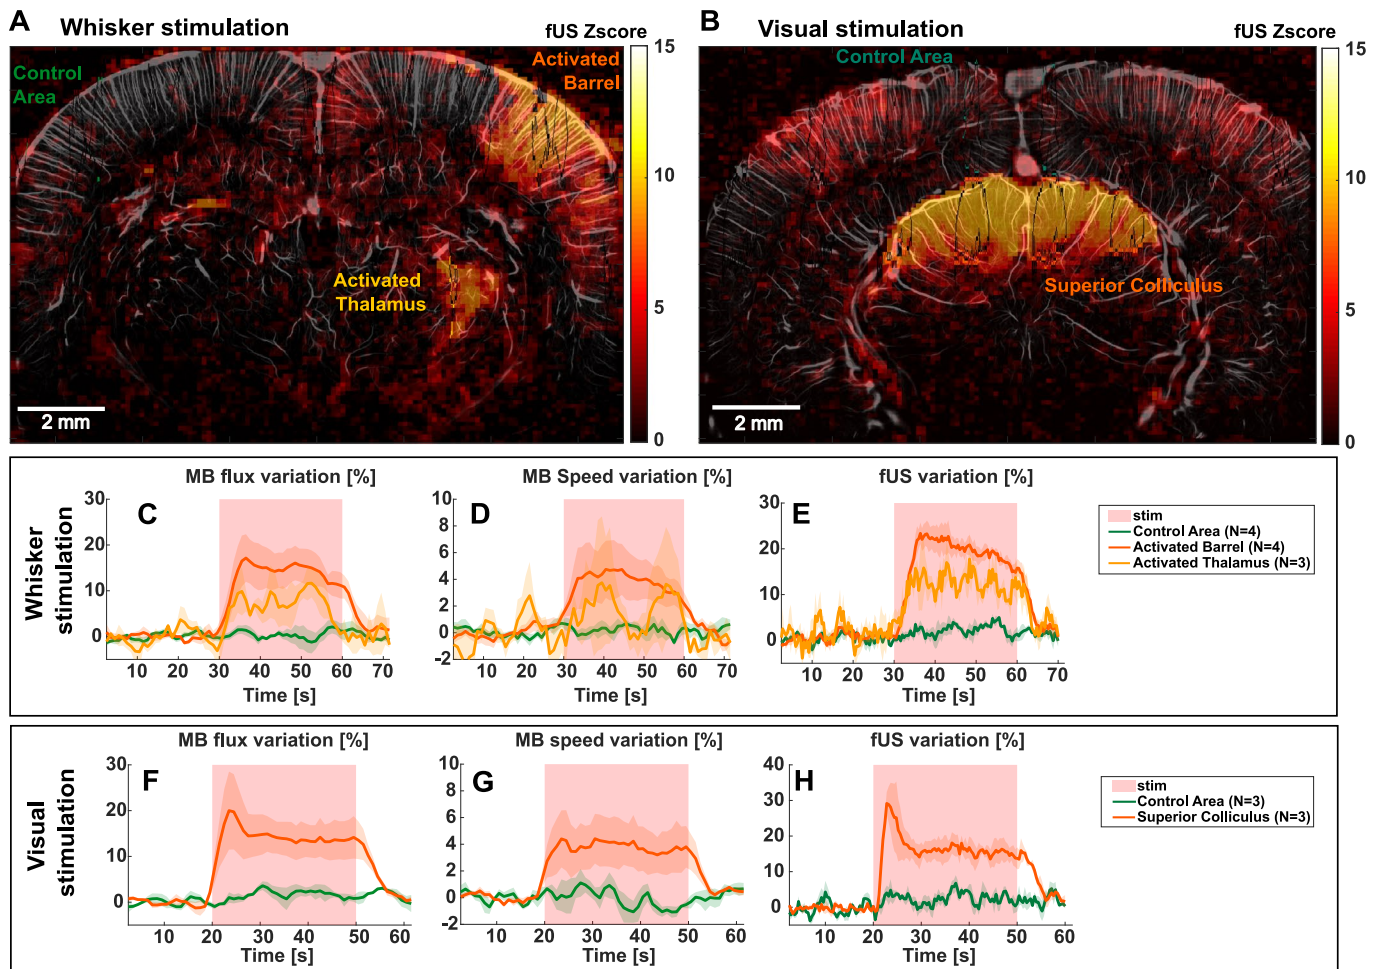 A Whisker stimulation
fUS Zscore
Control
Area
Activated
Barrel
Activated
Thalamus
2 mm
15
10
5
0
B Visual stimulation
fUS Zscore
Control Area
Superior Colliculus
2 mm
15
10
5
0
Whisker
stimulation
MB flux variation [%]
C
30
20
10
0
10 20 30 40 50 60 70
Time [s]
MB Speed variation [%]
D
10
8
6
4
2
0
-2
10 20 30 40 50 60 70
Time [s]
fUS variation [%]
E
30
20
10
0
10 20 30 40 50 60 70
Time [s]
stim
Control Area (N=4)
Activated Barrel (N=4)
Activated Thalamus (N=3)
Visual
stimulation
MB flux variation [%]
F
30
20
10
0
10 20 30 40 50 60
Time [s]
MB speed variation [%]
G
10
8
6
4
2
0
-2
10 20 30 40 50 60
Time [s]
fUS variation [%]
H
40
30
20
10
0
10 20 30 40 50 60
Time [s]
stim
Control Area (N=3)
Superior Colliculus (N=3)